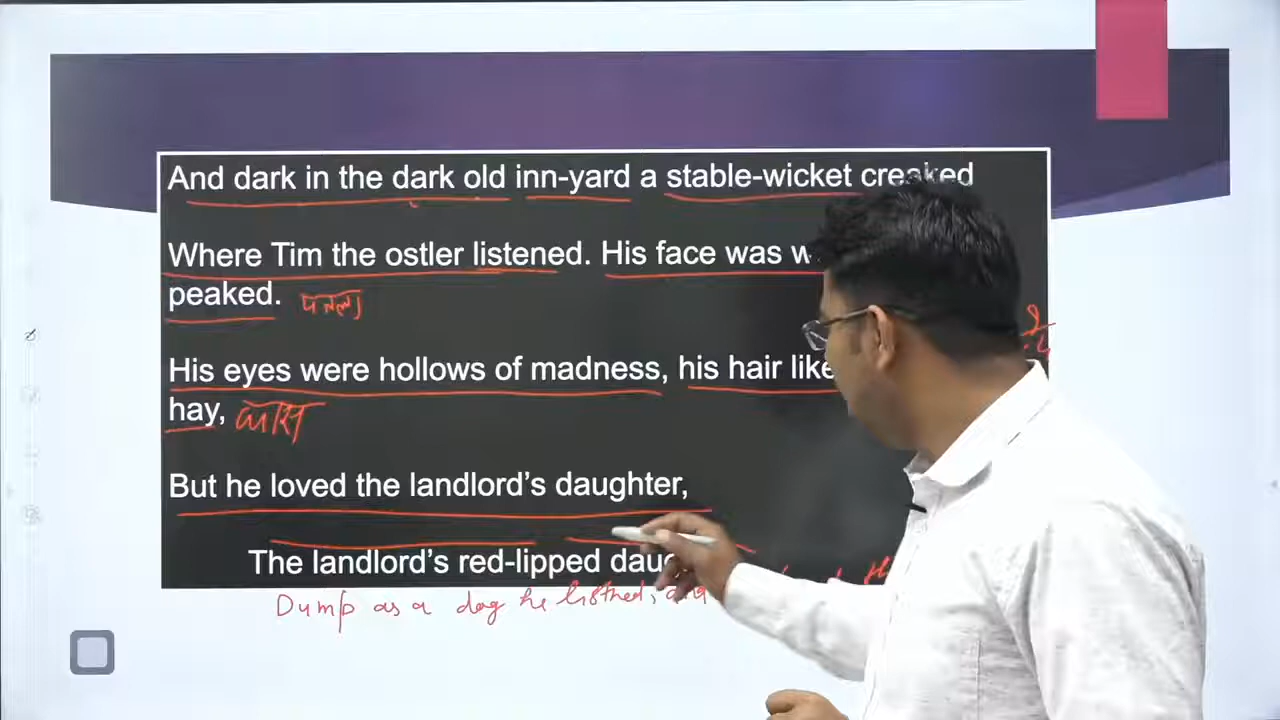 And dark in the dark old inn-yard a stable-wicket creaked
Where Tim the ostler listened. His face was
peaked. पतला
His eyes were hollows of madness, his hair like
hay,
But he loved the landlord's daughter,
The landlord's red-lipped
Dump as a dog he